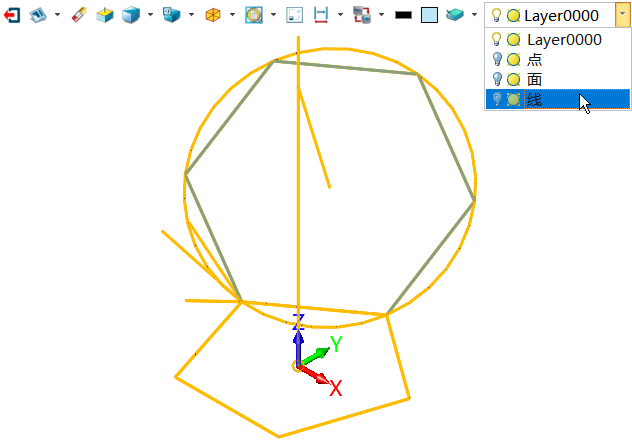 Layer0000
Layer0000
点
面
线
Z
Y
X